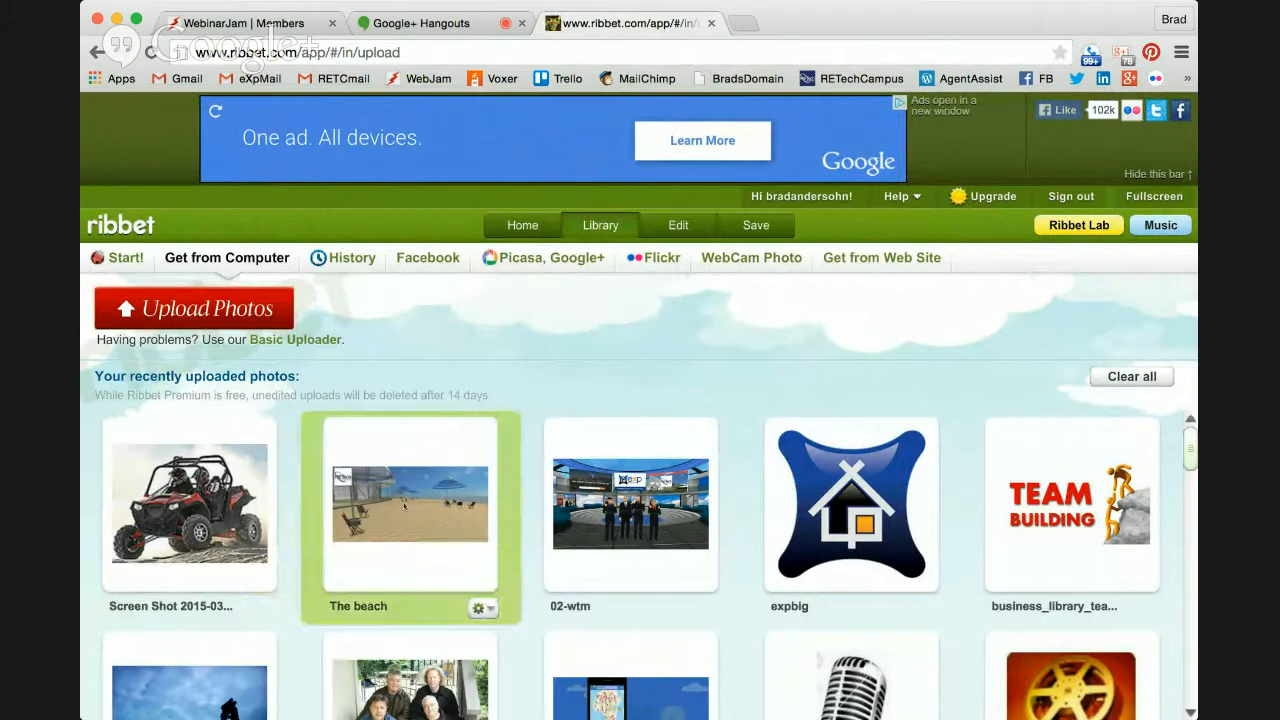 WebinarJam | Members
Google+ Hangouts
www.ribbet.com/app/#/in/u
Brad
Google+
www.ribbet.com/app/#/in/upload
99+
76
Apps
Gmail
eXpMail
RETCmail
WebJam
Voxer
Trello
MailChimp
BradsDomain
RETechCampus
AgentAssist
FB
»
One ad. All devices.
Learn More
Google
Ads open in a
new window
Like
102k
Hide this bar ↑
Hi bradandersohn!
Help
Upgrade
Sign out
Fullscreen
ribbet
Home
Library
Edit
Save
Ribbet Lab
Music
Start!
Get from Computer
History
Facebook
Picasa, Google+
Flickr
WebCam Photo
Get from Web Site
Upload Photos
Having problems? Use our Basic Uploader.
Your recently uploaded photos:
Clear all
While Ribbet Premium is free, unedited uploads will be deleted after 14 days
exp
TEAM
BUILDING
Screen Shot 2015-03...
The beach
02-wtm
expbig
business_library_tea...